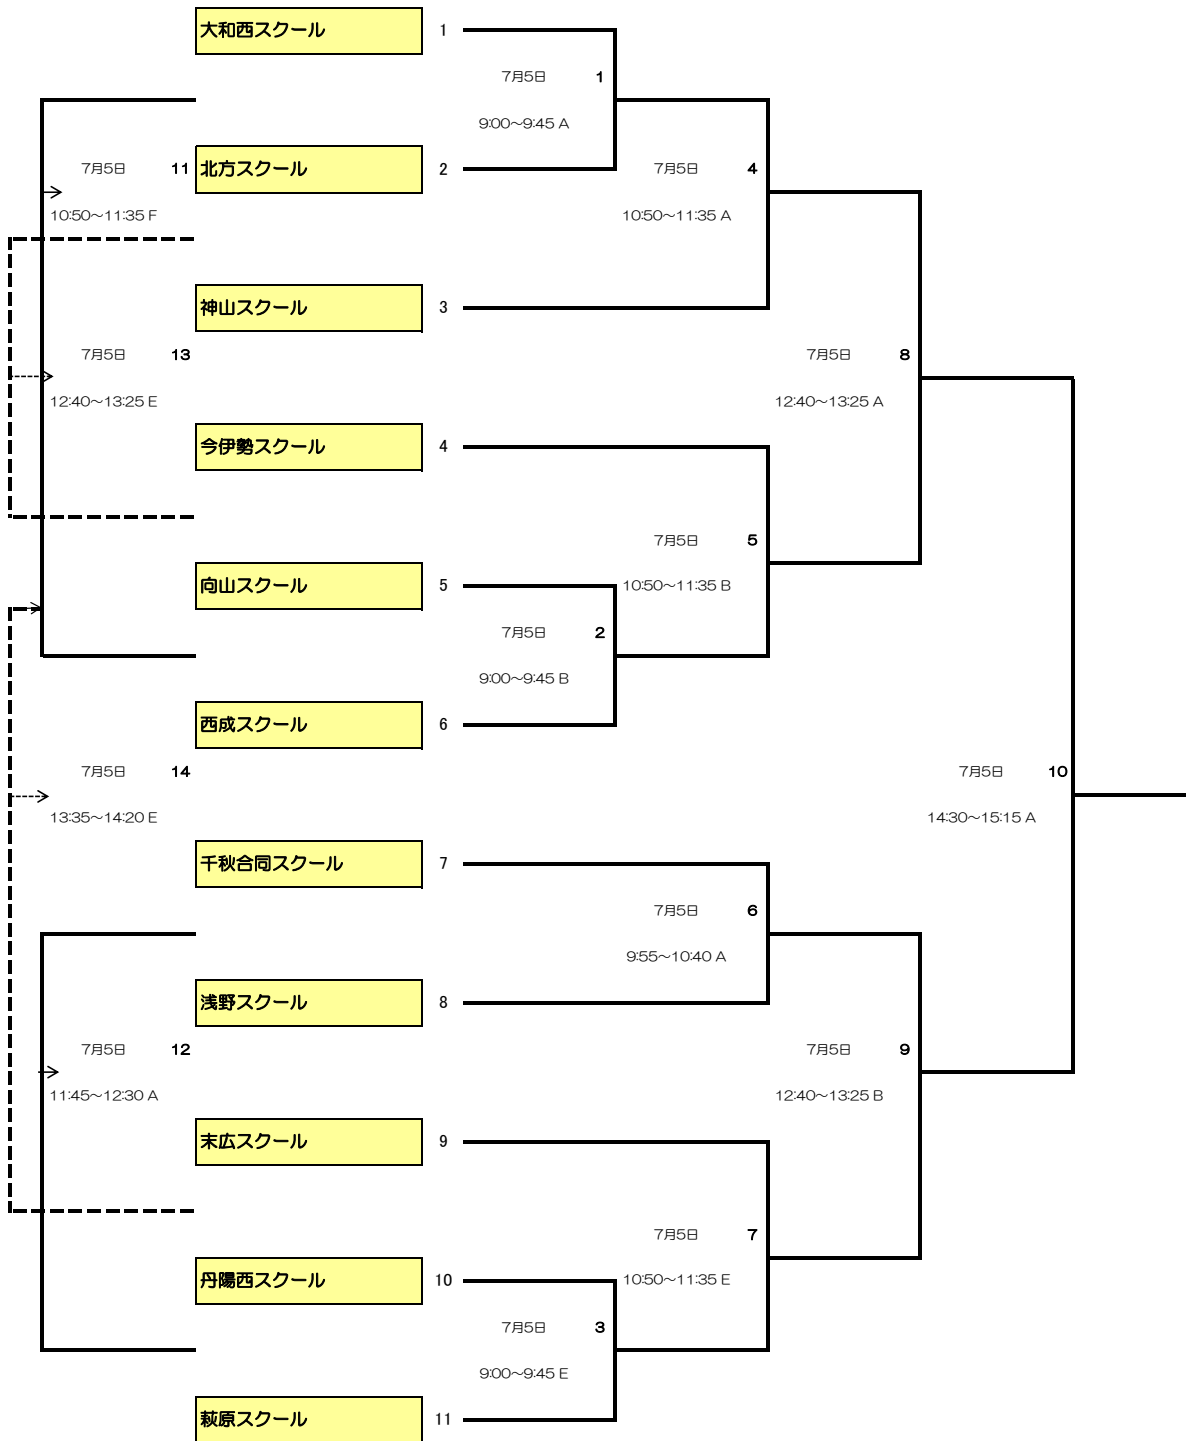 大和西スクール 1
7月5日 1
9:00～9:45 A
7月5日 11 北方スクール 2 7月5日 4
10:50～11:35 F 10:50～11:35 A
神山スクール 3
7月5日 13 7月5日 8
12:40～13:25 E 12:40～13:25 A
今伊勢スクール 4
7月5日 5
向山スクール 5 10:50～11:35 B
7月5日 2
9:00～9:45 B
西成スクール 6
7月5日 14 7月5日 10
13:35～14:20 E 14:30～15:15 A
千秋合同スクール 7
7月5日 6
9:55～10:40 A
浅野スクール 8
7月5日 12 7月5日 9
11:45～12:30 A 12:40～13:25 B
末広スクール 9
7月5日 7
丹陽西スクール 10 10:50～11:35 E
7月5日 3
9:00～9:45 E
萩原スクール 11